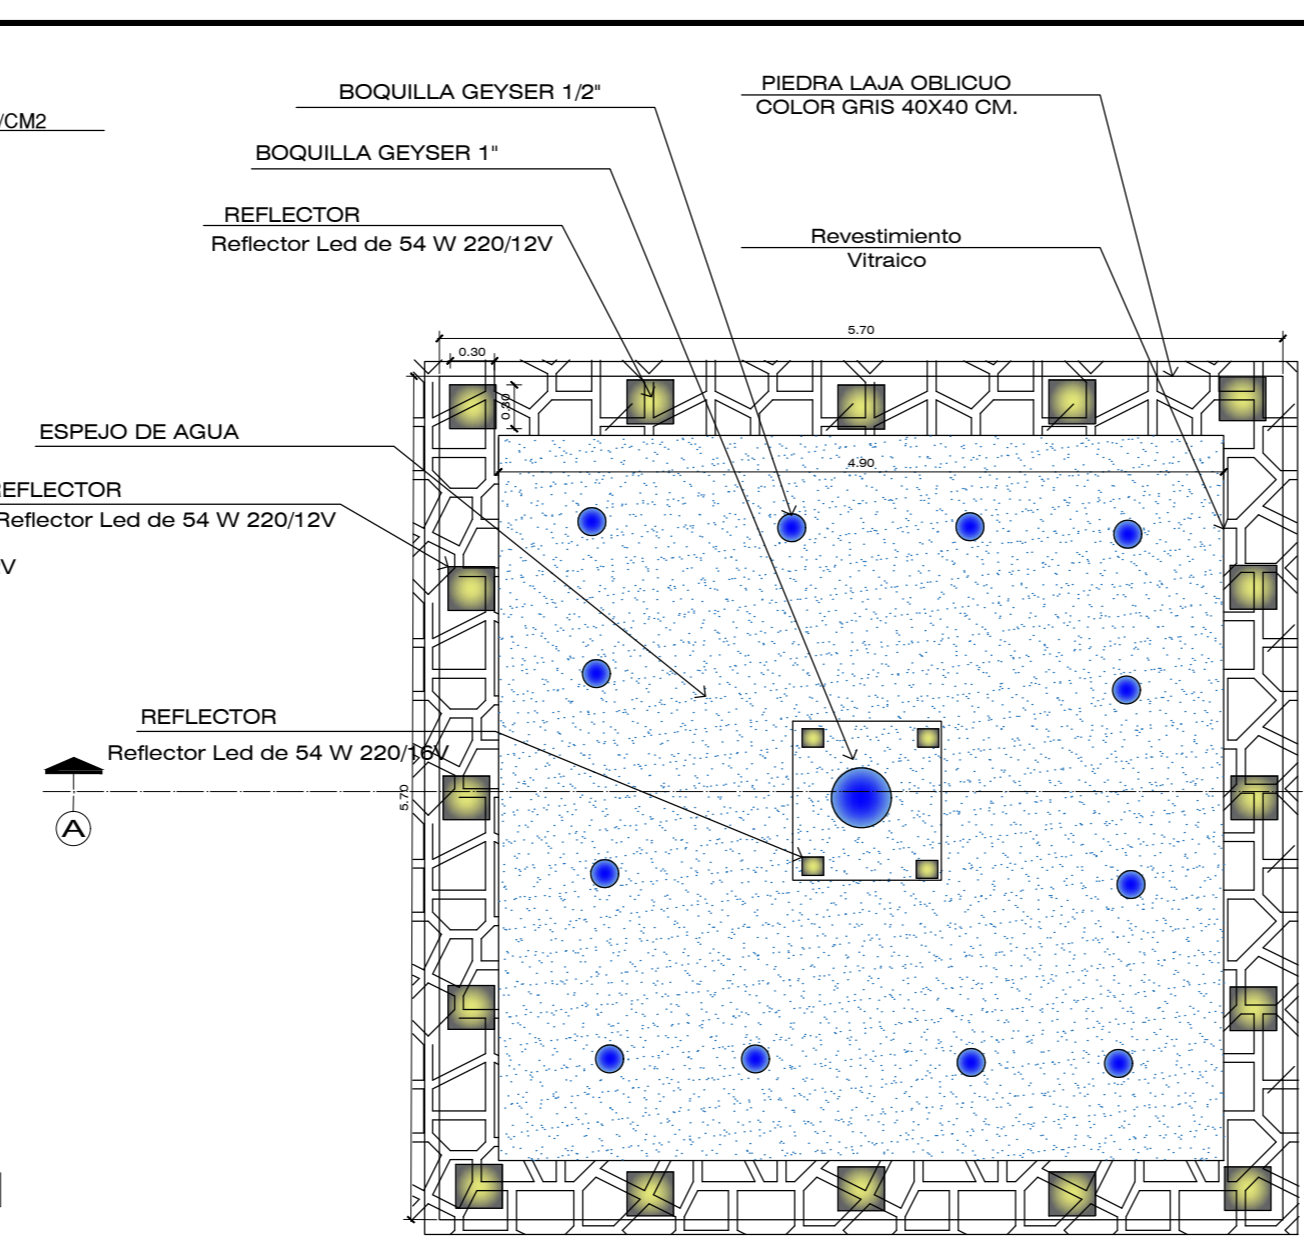 BOQUILLA GEYSER 1/2"
PIEDRA LAJA OBLICUO
COLOR GRIS 40X40 CM.
/CM2
BOQUILLA GEYSER 1"
REFLECTOR
Reflector Led de 54 W 220/12V
Revestimiento
Vitraico
5.70
0.30
0.30
ESPEJO DE AGUA
4.90
REFLECTOR
Reflector Led de 54 W 220/12V
V
REFLECTOR
Reflector Led de 54 W 220/16V
5.70
A